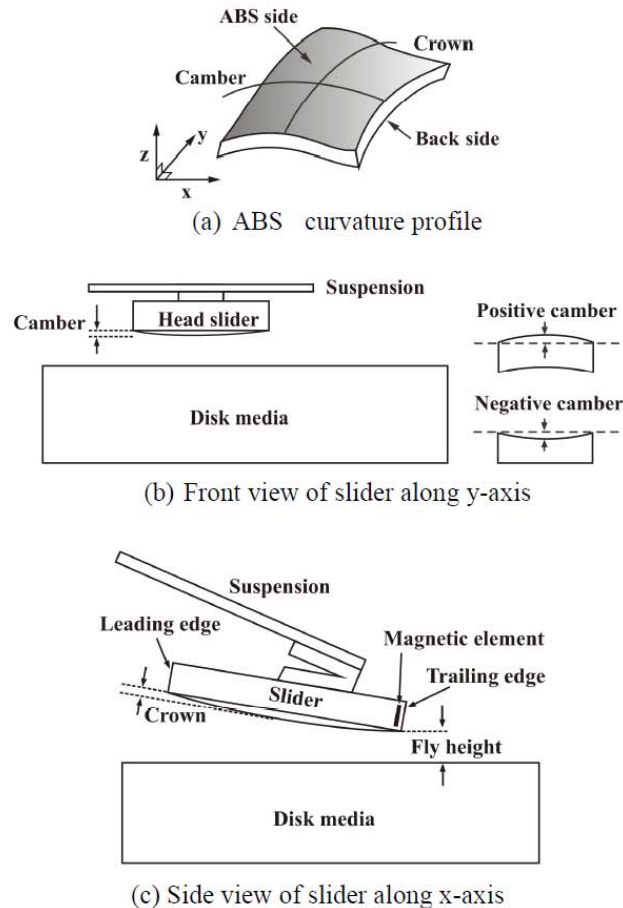 ABS side
Crown
Camber
Back side
z
y
x
(a) ABS curvature profile
Suspension
Camber
Head slider
Positive camber
Disk media
Negative camber
(b) Front view of slider along y-axis
Suspension
Leading edge
Magnetic element
Trailing edge
Slider
Crown
Fly height
Disk media
(c) Side view of slider along x-axis